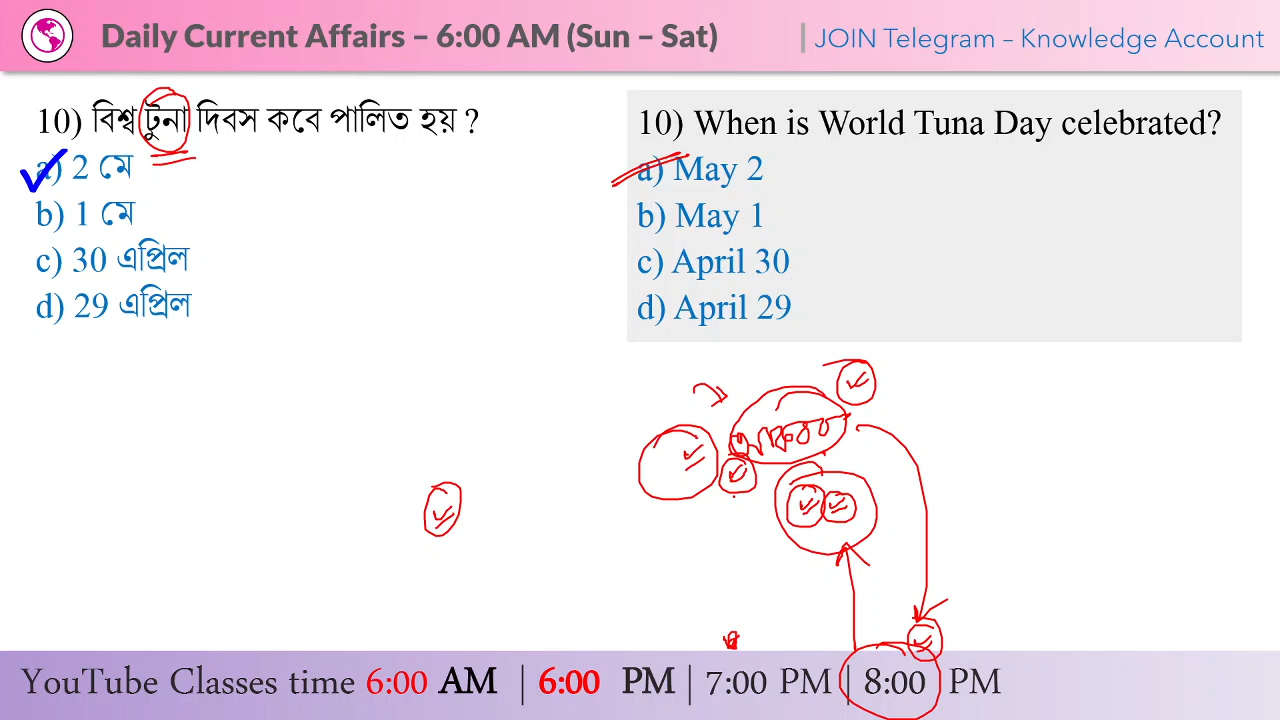 Daily Current Affairs – 6:00 AM (Sun – Sat)
JOIN Telegram – Knowledge Account
10) বিশ্ব টুনা দিবস কবে পালিত হয় ?
a) 2 মে
b) 1 মে
c) 30 এপ্রিল
d) 29 এপ্রিল
10) When is World Tuna Day celebrated?
a) May 2
b) May 1
c) April 30
d) April 29
YouTube Classes time 6:00 AM | 6:00 PM | 7:00 PM | 8:00 PM